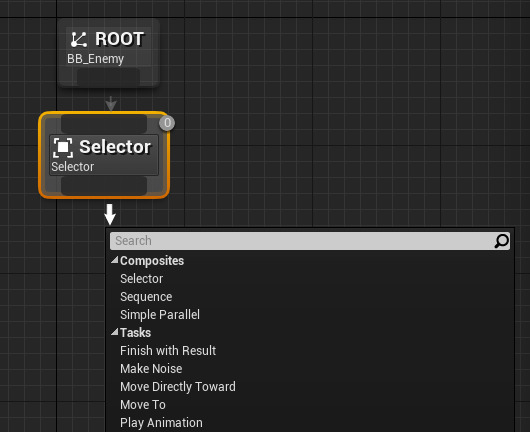 ROOT
BB_Enemy
0
Selector
Selector
Search
Composites
Selector
Sequence
Simple Parallel
Tasks
Finish with Result
Make Noise
Move Directly Toward
Move To
Play Animation